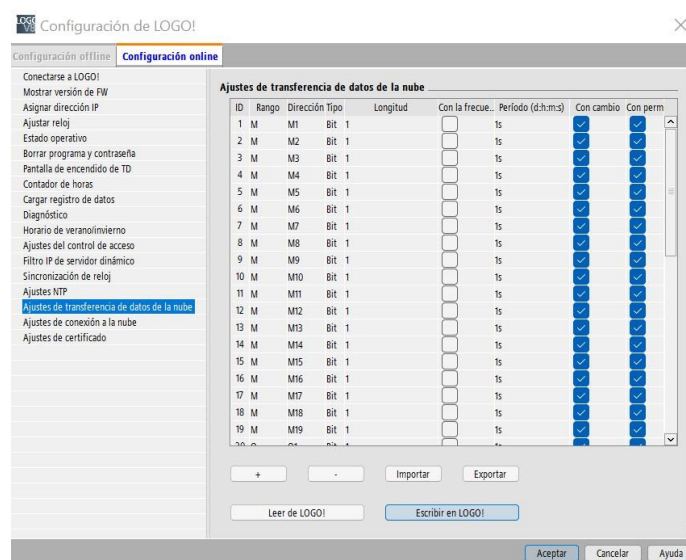 Configuración de LOGO!
Configuración offline Configuración online
Conectarse a LOGO!
Mostrar versión de FW
Asignar dirección IP
Ajustar reloj
Estado operativo
Borrar programa y contraseña
Pantalla de encendido de TD
Contador de horas
Cargar registro de datos
Diagnóstico
Horario de verano/invierno
Ajustes del control de acceso
Filtro IP de servidor dinámico
Sincronización de reloj
Ajustes NTP
Ajustes de transferencia de datos de la nube
Ajustes de conexión a la nube
Ajustes de certificado
Ajustes de transferencia de datos de la nube
ID Rango Dirección Tipo Longitud Con la frecue... Período (d:h:m:s) Con cambio Con perm
1 M M1 Bit 1 1s
2 M M2 Bit 1 1s
3 M M3 Bit 1 1s
4 M M4 Bit 1 1s
5 M M5 Bit 1 1s
6 M M6 Bit 1 1s
7 M M7 Bit 1 1s
8 M M8 Bit 1 1s
9 M M9 Bit 1 1s
10 M M10 Bit 1 1s
11 M M11 Bit 1 1s
12 M M12 Bit 1 1s
13 M M13 Bit 1 1s
14 M M14 Bit 1 1s
15 M M15 Bit 1 1s
16 M M16 Bit 1 1s
17 M M17 Bit 1 1s
18 M M18 Bit 1 1s
19 M M19 Bit 1 1s
+ - Importar Exportar
Leer de LOGO! Escribir en LOGO!
Aceptar Cancelar Ayuda